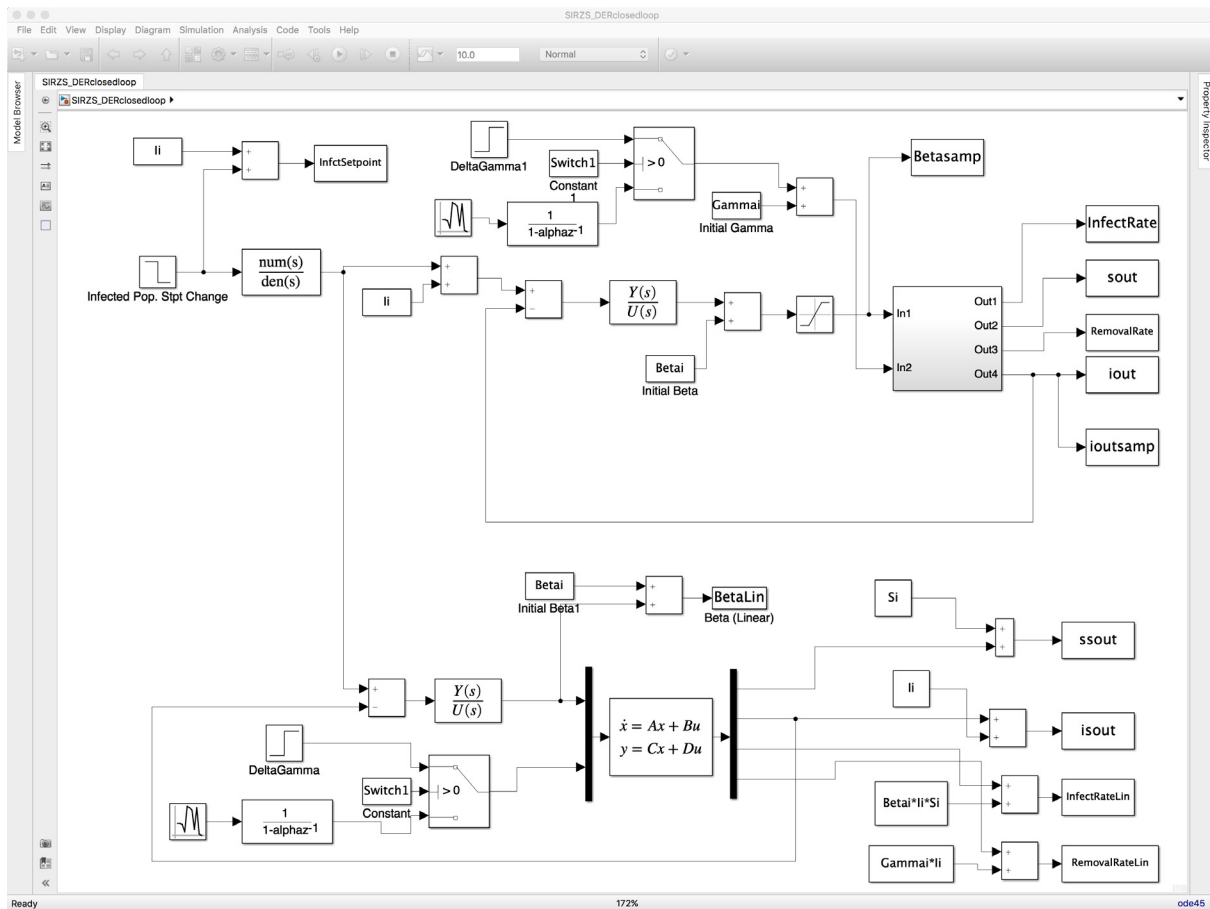 SIRZS_DERclosedloop
File Edit View Display Diagram Simulation Analysis Code Tools Help
10.0
Normal
Model Browser
SIRZS_DERclosedloop
SIRZS_DERclosedloop
Property Inspector
Ii
+
+
InfctSetpoint
DeltaGamma1
Switch1
Constant
1
> 0
1
1-alphaz-1
Gammai
Initial Gamma
+
+
Betasamp
Infected Pop. Stpt Change
num(s)
den(s)
Ii
+
+
+
−
Y(s)
U(s)
+
+
Betai
Initial Beta
In1
In2
Out1
Out2
Out3
Out4
InfectRate
sout
RemovalRate
iout
ioutsamp
Betai
Initial Beta1
+
+
BetaLin
Beta (Linear)
Si
+
+
ssout
+
−
Y(s)
U(s)
ẋ = Ax + Bu
y = Cx + Du
Ii
+
+
isout
DeltaGamma
Switch1
Constant
> 0
1
1-alphaz-1
Betai*Ii*Si
+
+
InfectRateLin
Gammai*Ii
+
+
RemovalRateLin
Ready
172%
ode45